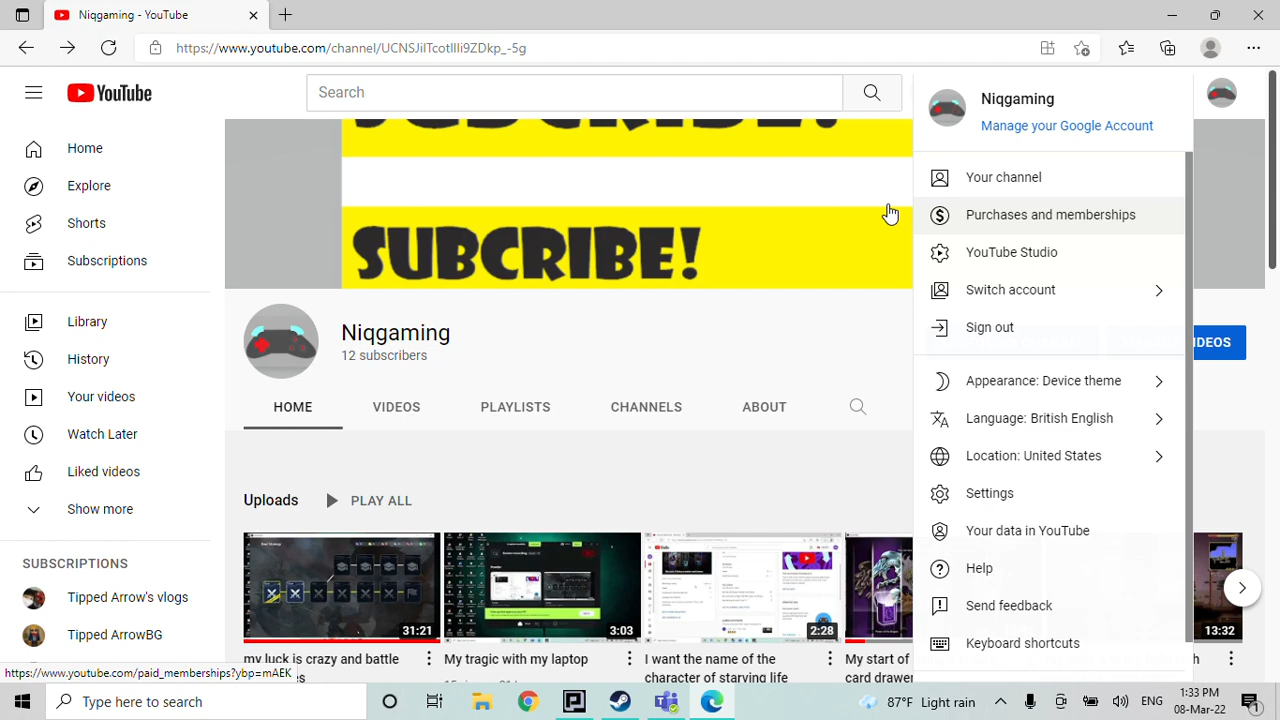 Niqgaming - YouTube
https://www.youtube.com/channel/UCNSJiITcotIIIi9ZDkp_-5g
YouTube
Search
Niqgaming
Manage your Google Account
Home
Explore
Shorts
Subscriptions
Library
History
Your videos
Watch Later
Liked videos
Show more
SUBSCRIPTIONS
Tipped Arrow's vlogs
Tipped ArrowBG
SUBCRIBE!
SUBCRIBE!
Niqgaming
12 subscribers
HOME
VIDEOS
PLAYLISTS
CHANNELS
ABOUT
Uploads
PLAY ALL
31:21
3:03
2:28
my luck is crazy and battle
My tragic with my laptop
I want the name of the
character of starving life
My start of
card drawer
Your channel
Purchases and memberships
YouTube Studio
Switch account
Sign out
IDEOS
Appearance: Device theme
Language: British English
Location: United States
Settings
Your data in YouTube
Help
Send feedback
Keyboard shortcuts
https://www.youtube.com/paid_memberships?ybp=mAEK
Type here to search
87°F Light rain
ENG
1:33 PM
08-Mar-22
1